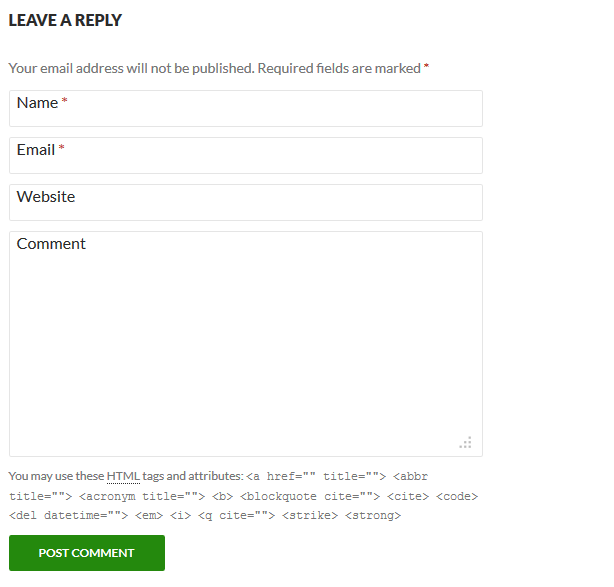 LEAVE A REPLY
Your email address will not be published. Required fields are marked *
Name *
Email *
Website
Comment
You may use these HTML tags and attributes: <a href="" title=""> <abbr
title=""> <acronym title=""> <b> <blockquote cite=""> <cite> <code>
<del datetime=""> <em> <i> <q cite=""> <strike> <strong>
POST COMMENT